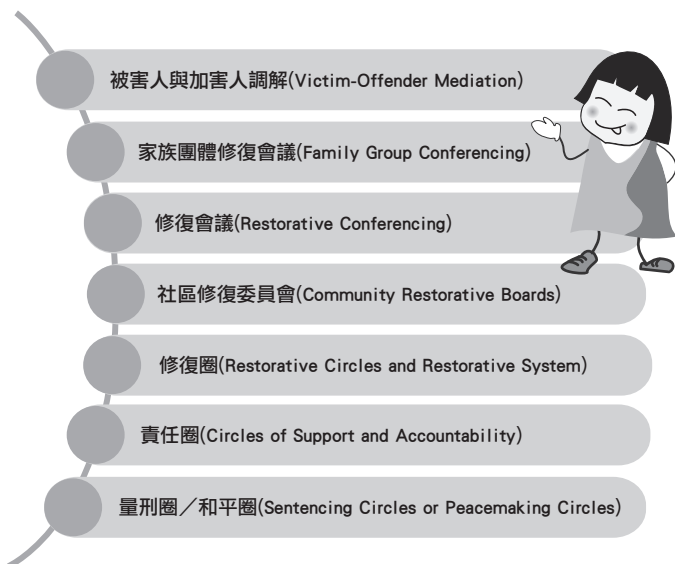 被害人與加害人調解(Victim-Offender Mediation)
家族團體修復會議(Family Group Conferencing)
修復會議(Restorative Conferencing)
社區修復委員會(Community Restorative Boards)
修復圈(Restorative Circles and Restorative System)
責任圈(Circles of Support and Accountability)
量刑圈／和平圈(Sentencing Circles or Peacemaking Circles)